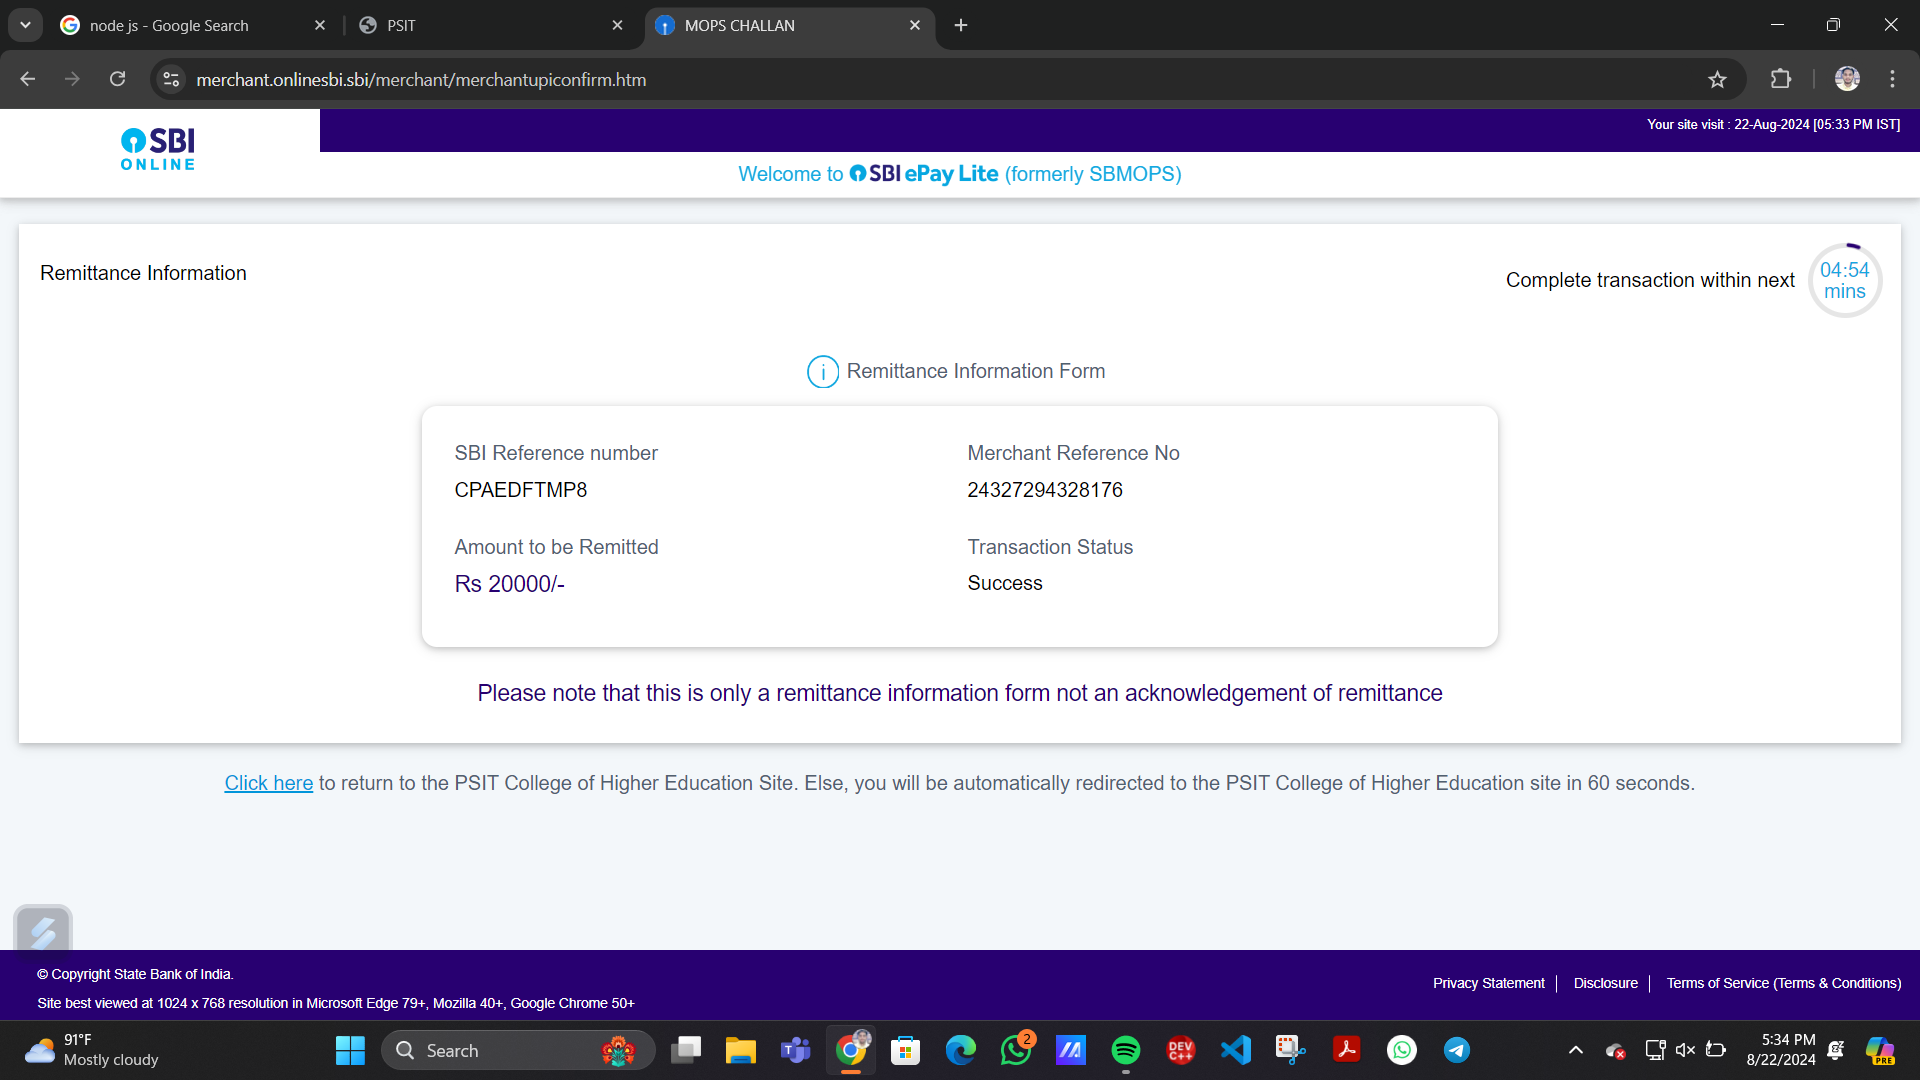 node js - Google Search
PSIT
MOPS CHALLAN
merchant.onlinesbi.sbi/merchant/merchantupiconfirm.htm
SBI
ONLINE
Your site visit : 22-Aug-2024 [05:33 PM IST]
Welcome to SBI ePay Lite (formerly SBMOPS)
Remittance Information
Complete transaction within next
04:54
mins
i
Remittance Information Form
SBI Reference number
CPAEDFTMP8
Merchant Reference No
24327294328176
Amount to be Remitted
Rs 20000/-
Transaction Status
Success
Please note that this is only a remittance information form not an acknowledgement of remittance
Click here to return to the PSIT College of Higher Education Site. Else, you will be automatically redirected to the PSIT College of Higher Education site in 60 seconds.
© Copyright State Bank of India.
Site best viewed at 1024 x 768 resolution in Microsoft Edge 79+, Mozilla 40+, Google Chrome 50+
Privacy Statement
Disclosure
Terms of Service (Terms & Conditions)
91°F
Mostly cloudy
Search
2
DEV
C++
5:34 PM
8/22/2024
PRE